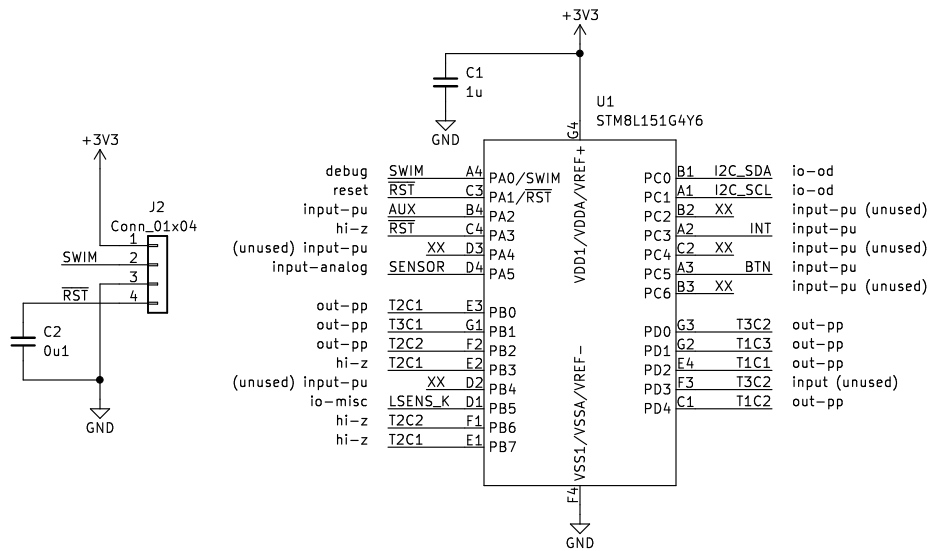 +3V3
C1
1u
GND
U1
STM8L151G4Y6
G4
VDD1/VDDA/VREF+
debug SWIM A4 PA0/SWIM
reset RST C3 PA1/RST
input-pu AUX B4 PA2
hi-z RST C4 PA3
(unused) input-pu XX D3 PA4
input-analog SENSOR D4 PA5
out-pp T2C1 E3 PB0
out-pp T3C1 G1 PB1
out-pp T2C2 F2 PB2
hi-z T2C1 E2 PB3
(unused) input-pu XX D2 PB4
io-misc LSENS_K D1 PB5
hi-z T2C2 F1 PB6
hi-z T2C1 E1 PB7
PC0 B1 I2C_SDA io-od
PC1 A1 I2C_SCL io-od
PC2 B2 XX input-pu (unused)
PC3 A2 INT input-pu
PC4 C2 XX input-pu (unused)
PC5 A3 BTN input-pu
PC6 B3 XX input-pu (unused)
PD0 G3 T3C2 out-pp
PD1 G2 T1C3 out-pp
PD2 E4 T1C1 out-pp
PD3 F3 T3C2 input (unused)
PD4 C1 T1C2 out-pp
VSS1/VSSA/VREF-
F4
GND
+3V3
J2
Conn_01x04
1
SWIM 2
3
RST 4
C2
0u1
GND